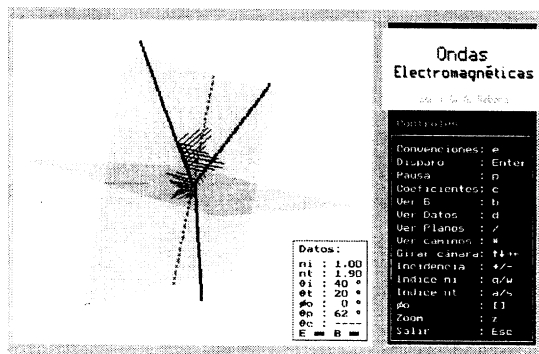 Ondas
Electromagnéticas
Controles
Convenciones: e
Disparo : Enter
Pausa : p
Coeficientes: c
Ver B : b
Ver Datos : d
Ver Planos : /
Ver caminos : *
Girar cámara:
Incidencia : +/-
Indice ni : q/w
Indice nt : a/s
øo : []
Zoom : z
Salir : Esc
Datos:
ni : 1.00
nt : 1.90
θi : 40 °
θt : 20 °
øo : 0 °
θp : 62 °
θc : ----
E B